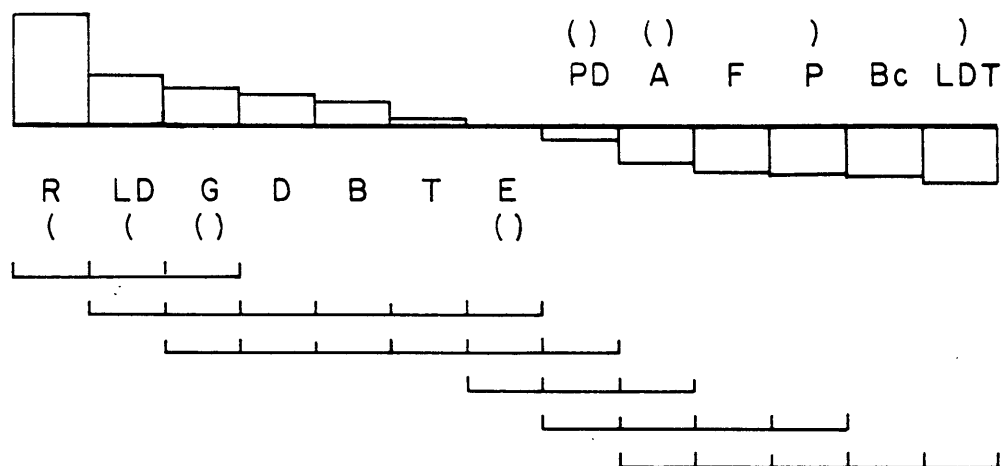 () () ) )
PD A F P Bc LDT
R LD G D B T E
( ( () ()